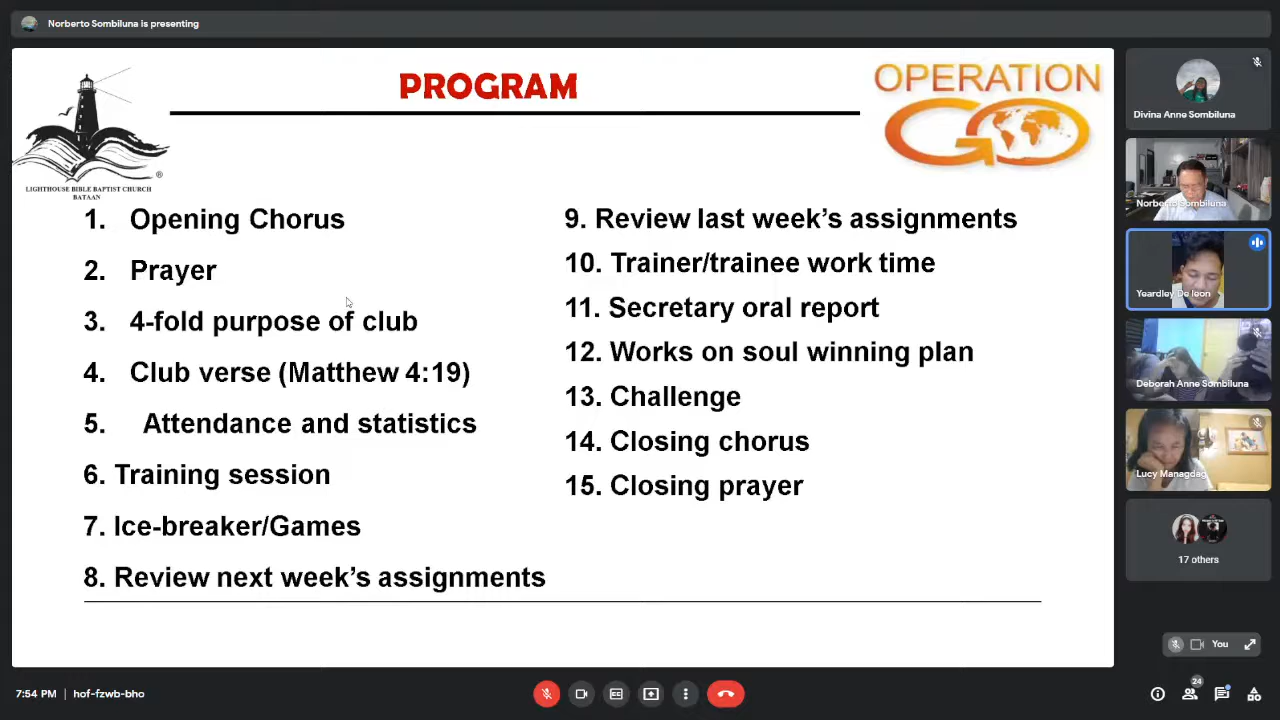 Norberto Sombiluna is presenting
PROGRAM
OPERATION
GO
LIGHTHOUSE BIBLE BAPTIST CHURCH
BATAAN
®
1. Opening Chorus
2. Prayer
3. 4-fold purpose of club
4. Club verse (Matthew 4:19)
5. Attendance and statistics
6. Training session
7. Ice-breaker/Games
8. Review next week’s assignments
9. Review last week’s assignments
10. Trainer/trainee work time
11. Secretary oral report
12. Works on soul winning plan
13. Challenge
14. Closing chorus
15. Closing prayer
Divina Anne Sombiluna
Norberto Sombiluna
Yeardley De leon
Deborah Anne Sombiluna
Lucy Managdag
17 others
You
7:54 PM | hof-fzwb-bho
24